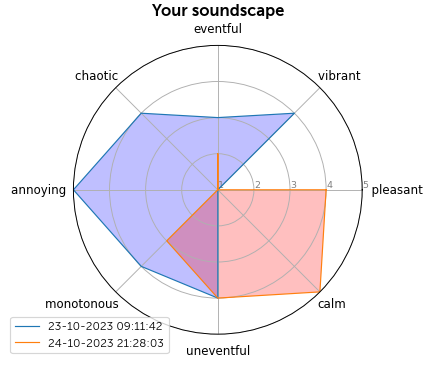 Your soundscape
eventful
chaotic
vibrant
annoying
1
2
3
4
5
pleasant
monotonous
calm
uneventful
23-10-2023 09:11:42
24-10-2023 21:28:03